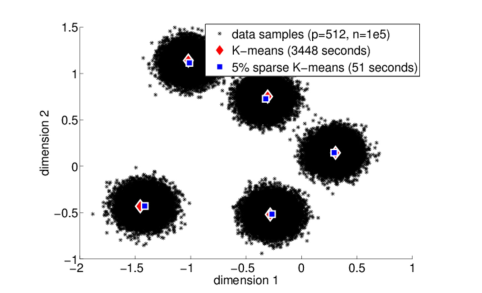 1.5
data samples (p=512, n=1e5)
K−means (3448 seconds)
5% sparse K−means (51 seconds)
1
0.5
0
−0.5
−1
dimension 2
−2
−1.5
−1
−0.5
0
0.5
1
dimension 1